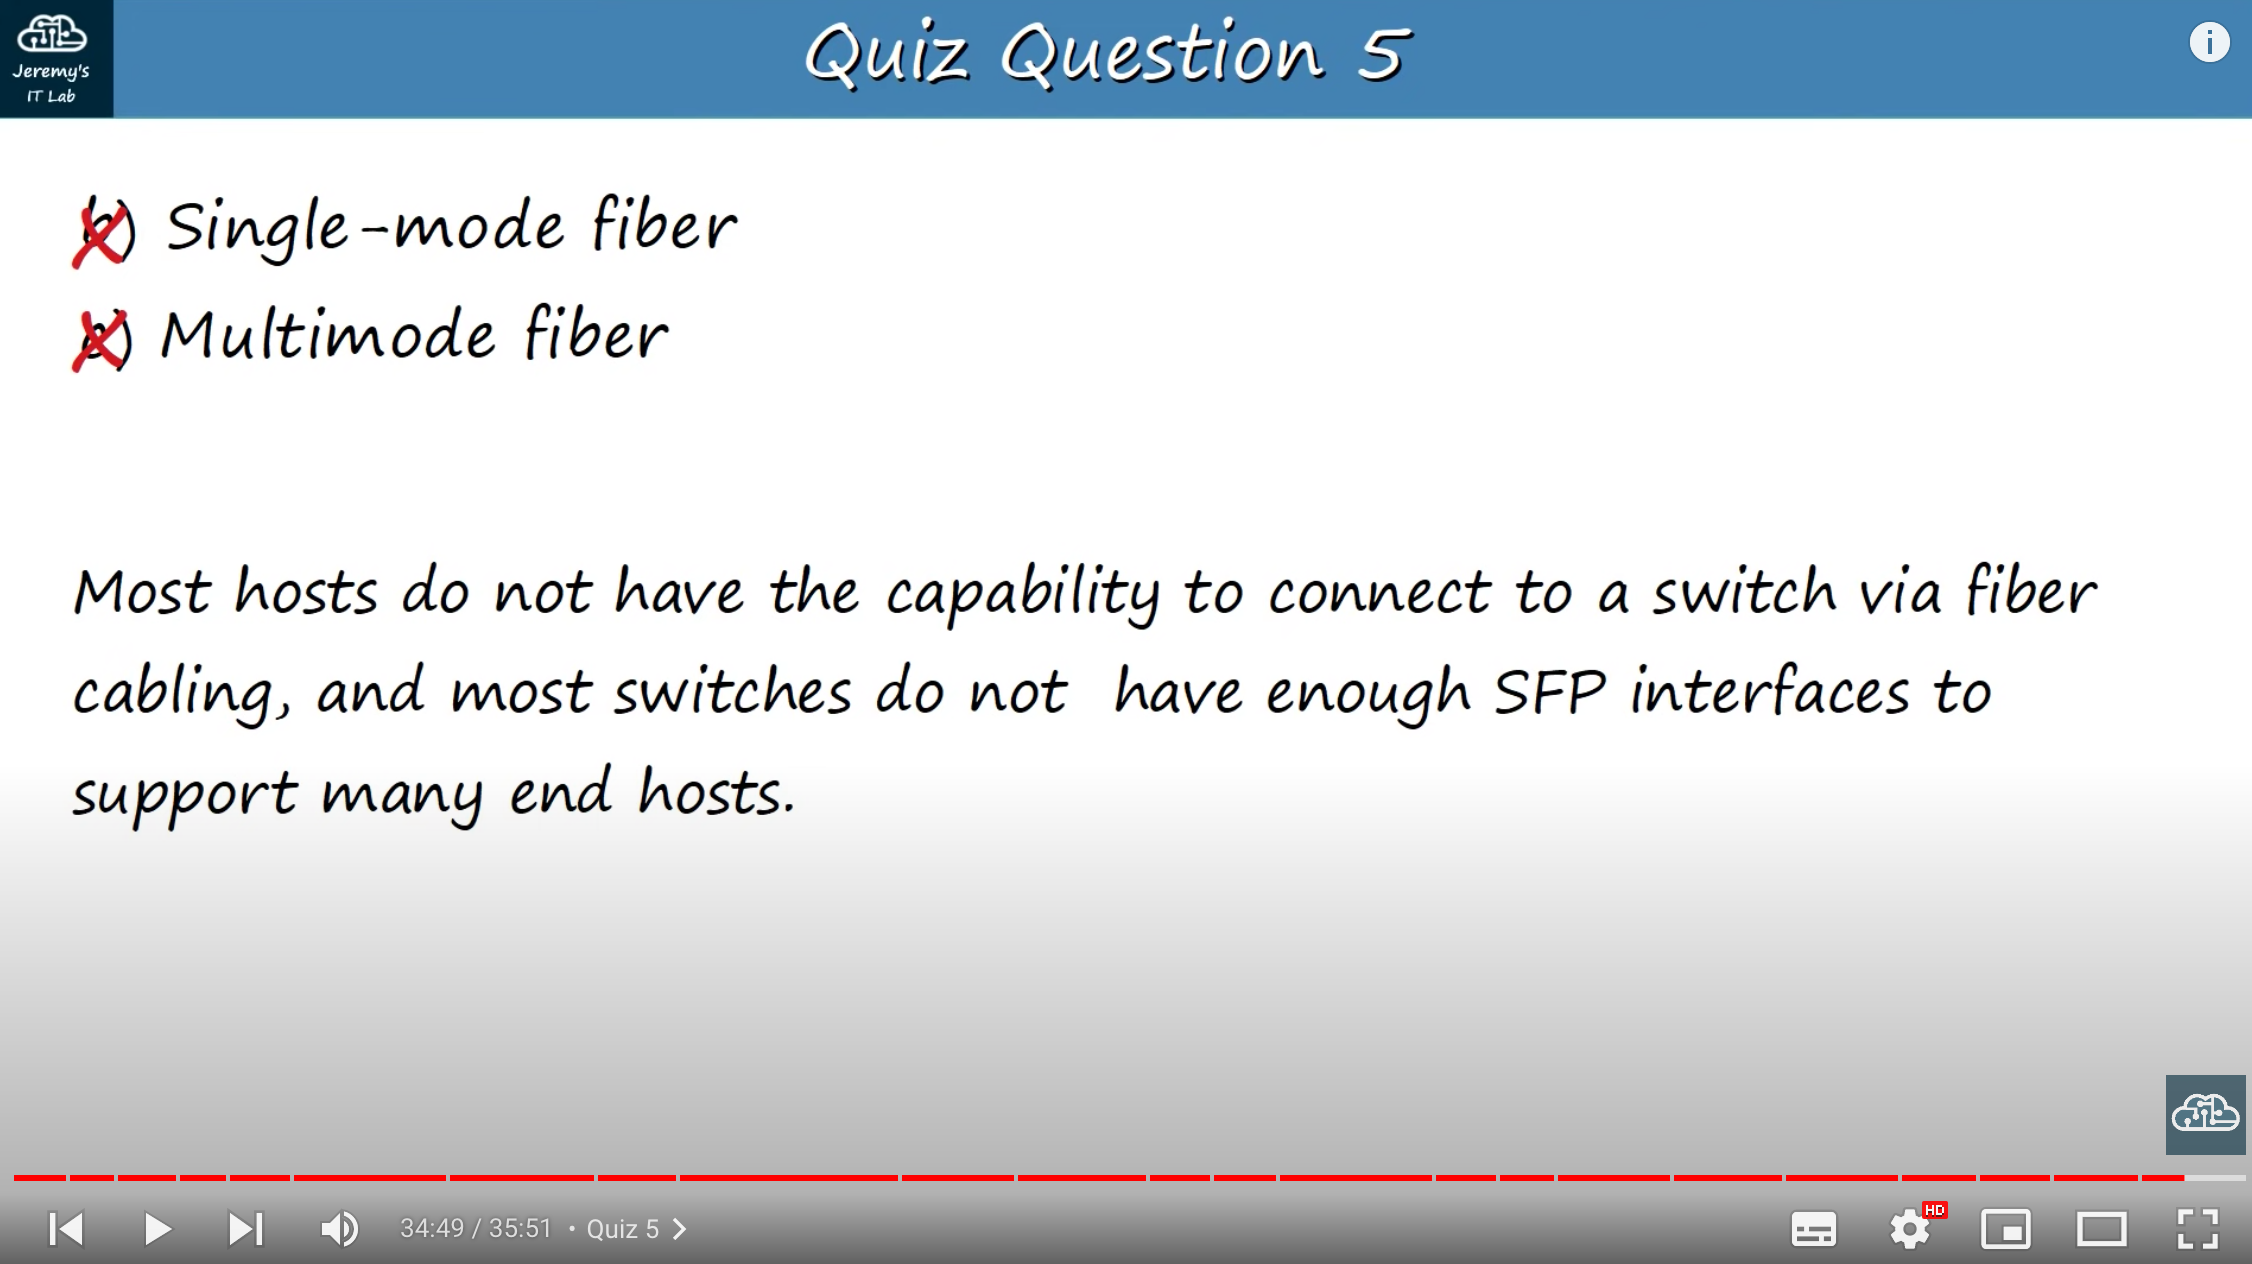 Jeremy's
IT Lab
Quiz Question 5
b) Single-mode fiber
c) Multimode fiber
Most hosts do not have the capability to connect to a switch via fiber
cabling, and most switches do not have enough SFP interfaces to
support many end hosts.
34:49 / 35:51 • Quiz 5
HD